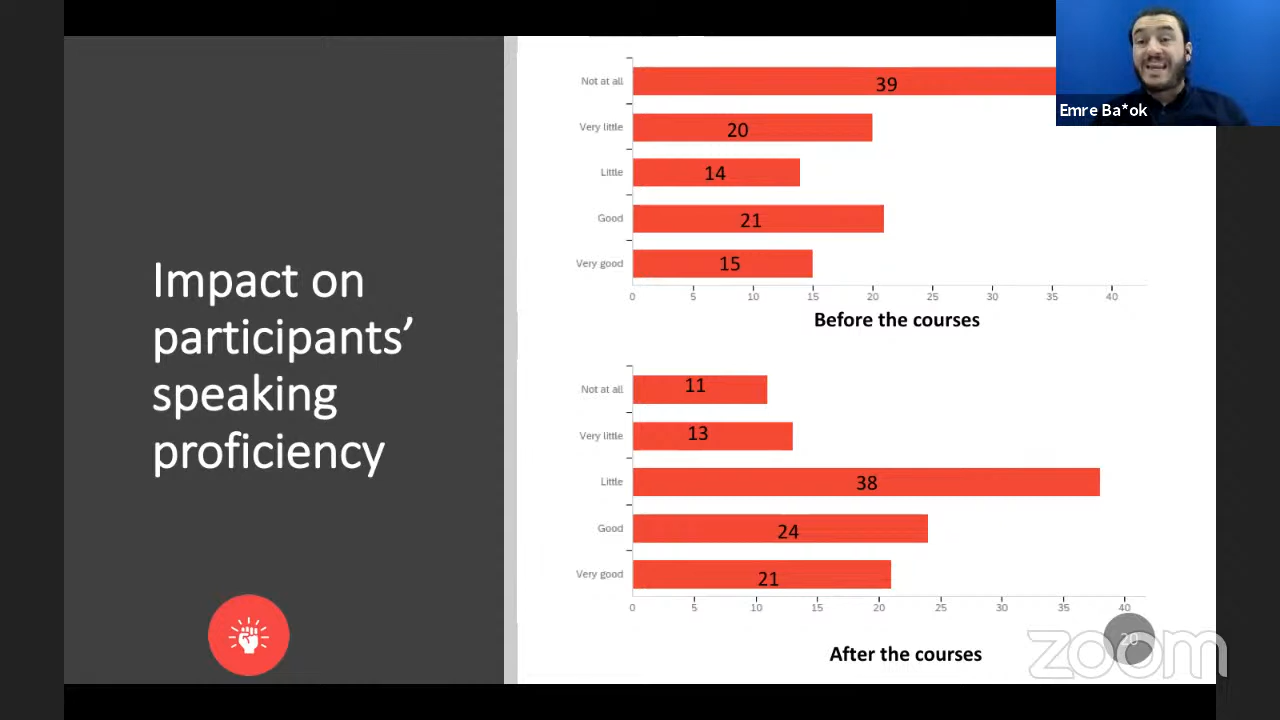 Impact on
participants’
speaking
proficiency
Not at all
39
Very little
20
Little
14
Good
21
Very good
15
0 5 10 15 20 25 30 35 40
Before the courses
Not at all
11
Very little
13
Little
38
Good
24
Very good
21
0 5 10 15 20 25 30 35 40
After the courses
20
zoom
Emre Ba*ok